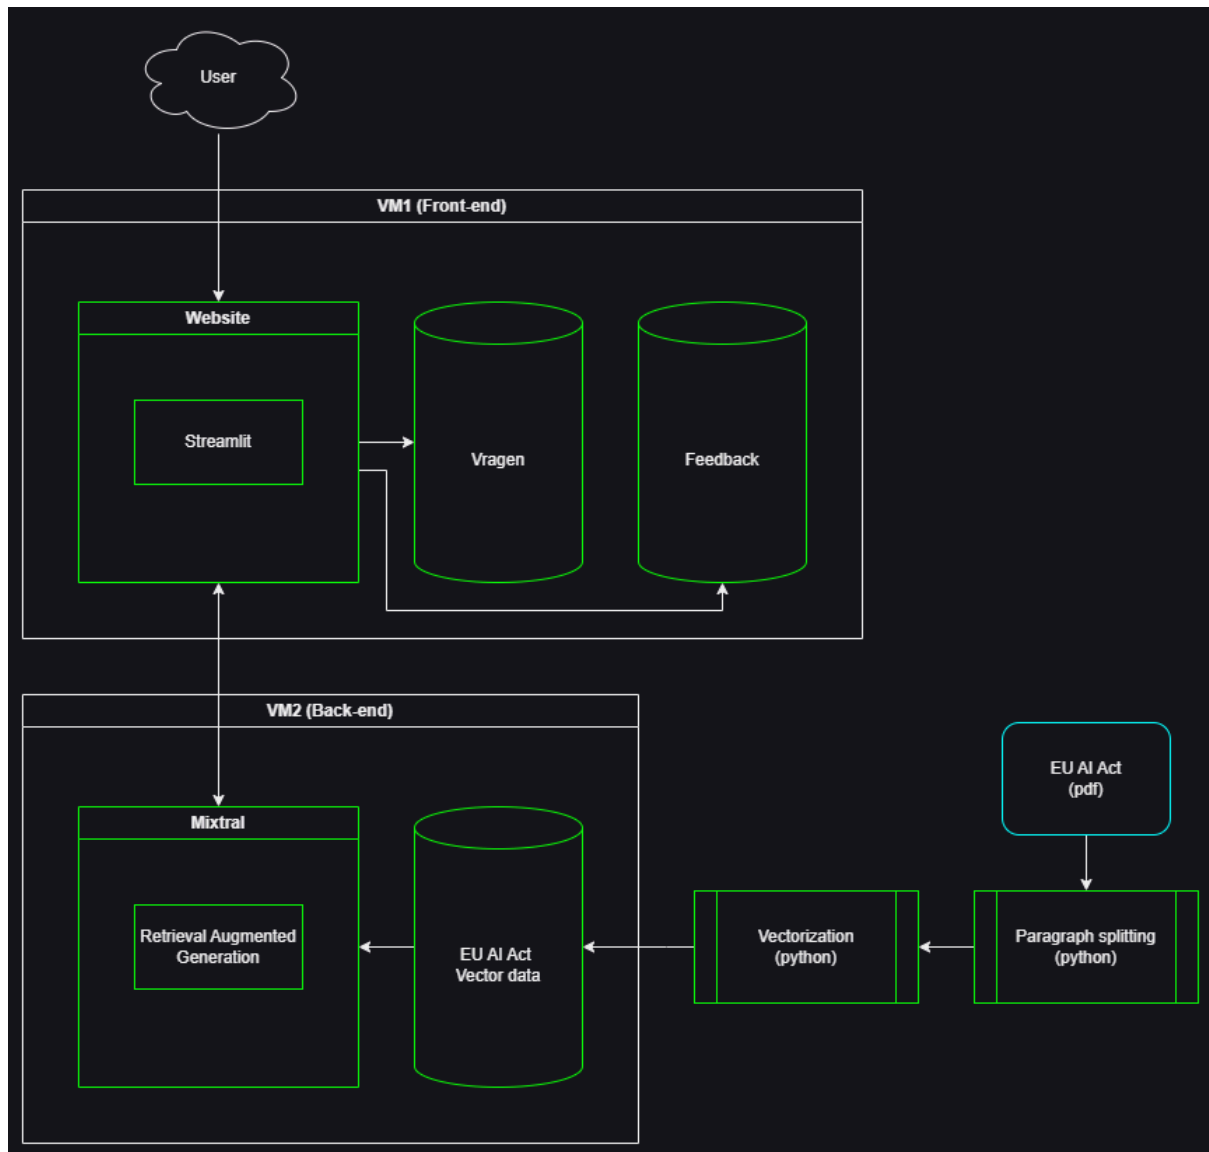 User
VM1 (Front-end)
Website
Streamlit
Vragen
Feedback
VM2 (Back-end)
Mixtral
Retrieval Augmented
Generation
EU AI Act
Vector data
Vectorization
(python)
EU AI Act
(pdf)
Paragraph splitting
(python)